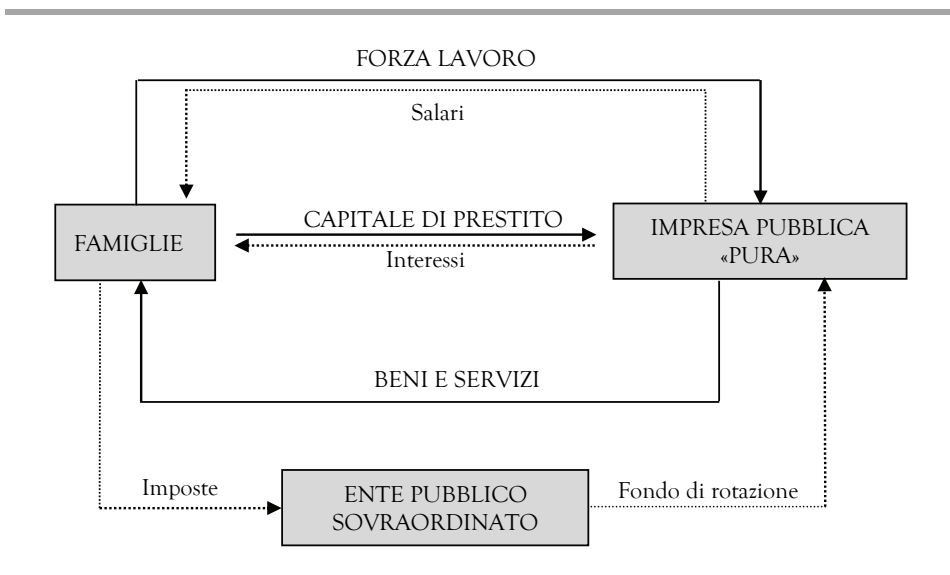 FORZA LAVORO
Salari
FAMIGLIE
CAPITALE DI PRESTITO
Interessi
IMPRESA PUBBLICA
«PURA»
BENI E SERVIZI
Imposte
ENTE PUBBLICO
SOVRAORDINATO
Fondo di rotazione